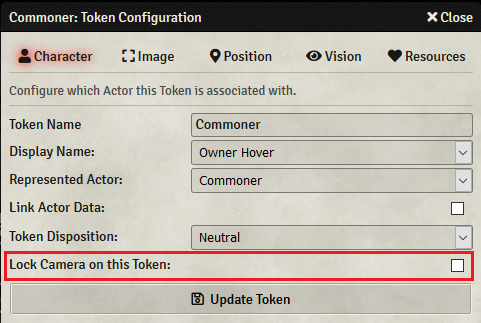 Commoner: Token Configuration Close
Character Image Position Vision Resources
Configure which Actor this Token is associated with.
Token Name Commoner
Display Name: Owner Hover
Represented Actor: Commoner
Link Actor Data:
Token Disposition: Neutral
Lock Camera on this Token:
Update Token